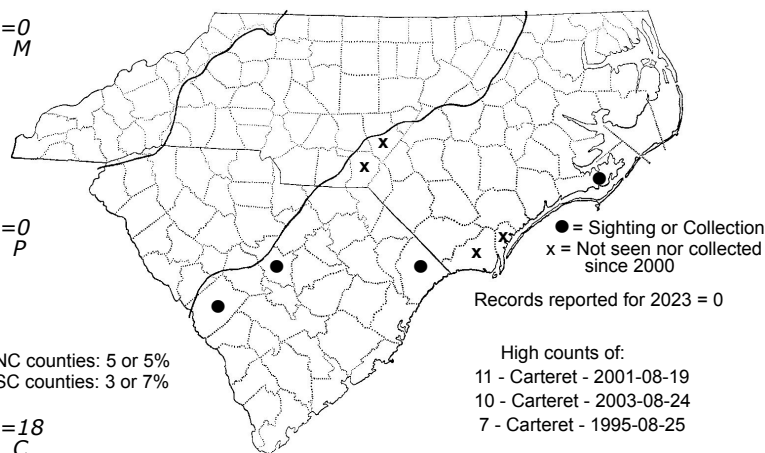 =0
M
x
x
=0
P
● = Sighting or Collection
x
x
x = Not seen nor collected
since 2000
Records reported for 2023 = 0
NC counties: 5 or 5%
SC counties: 3 or 7%
High counts of:
11 - Carteret - 2001-08-19
10 - Carteret - 2003-08-24
7 - Carteret - 1995-08-25
=18
C